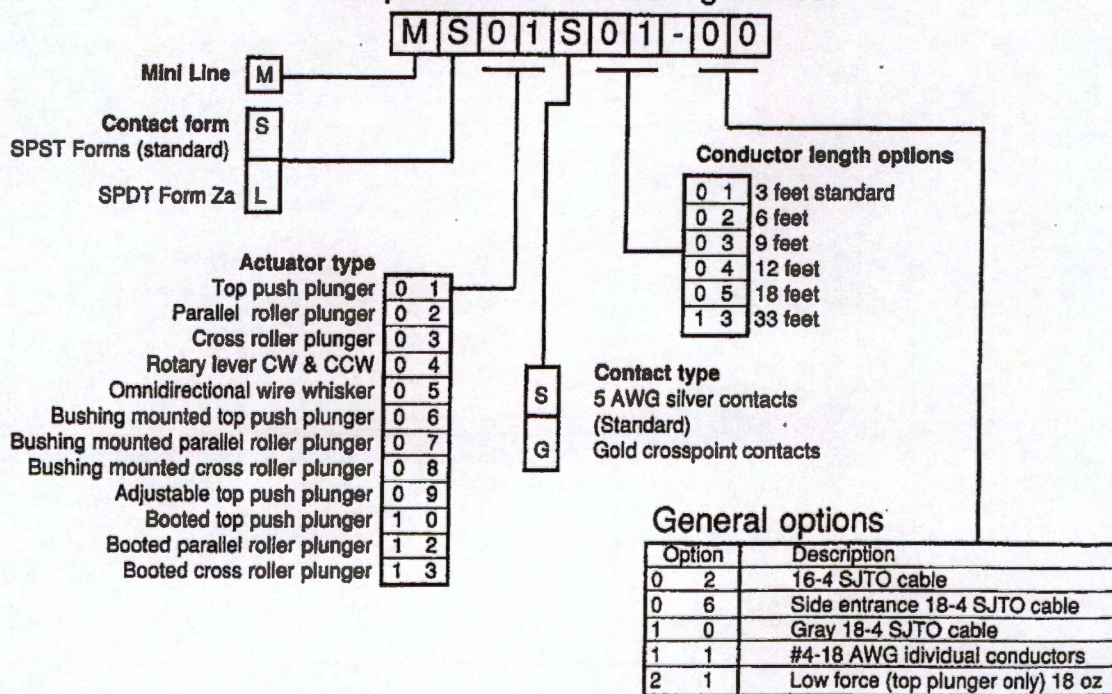 M S 0 1 S 0 1 - 0 0
Mini Line M
Contact form S
SPST Forms (standard)
SPDT Form Za L
Conductor length options
0 1 3 feet standard
0 2 6 feet
0 3 9 feet
0 4 12 feet
0 5 18 feet
1 3 33 feet
Actuator type
Top push plunger 0 1
Parallel roller plunger 0 2
Cross roller plunger 0 3
Rotary lever CW & CCW 0 4
Omnidirectional wire whisker 0 5
Bushing mounted top push plunger 0 6
Bushing mounted parallel roller plunger 0 7
Bushing mounted cross roller plunger 0 8
Adjustable top push plunger 0 9
Booted top push plunger 1 0
Booted parallel roller plunger 1 2
Booted cross roller plunger 1 3
Contact type
S 5 AWG silver contacts
(Standard)
G Gold crosspoint contacts
General options
Option Description
0 2 16-4 SJTO cable
0 6 Side entrance 18-4 SJTO cable
1 0 Gray 18-4 SJTO cable
1 1 #4-18 AWG idividual conductors
2 1 Low force (top plunger only) 18 oz